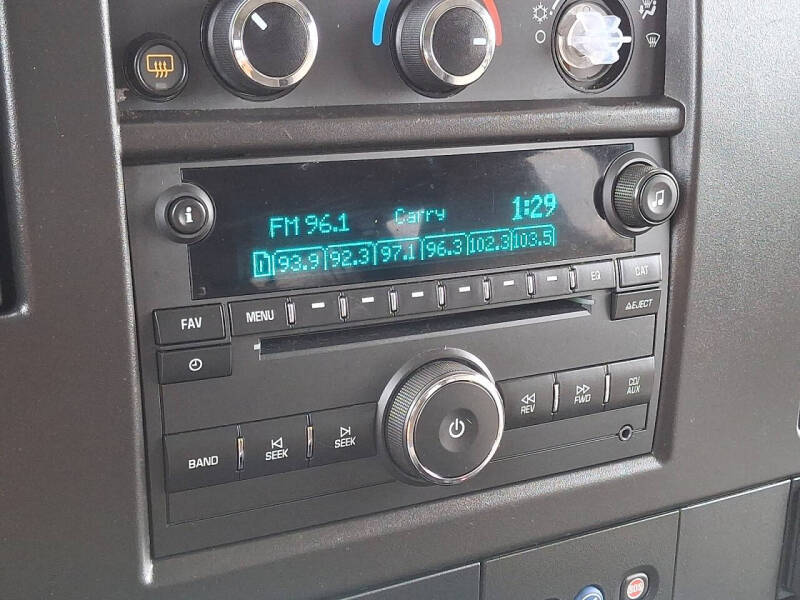 i
FM 96.1 Carry 1:29
1 93.9 92.3 97.1 96.3 102.3 103.5
FAV MENU EQ CAT
EJECT
BAND SEEK SEEK REV FWD CD/AUX